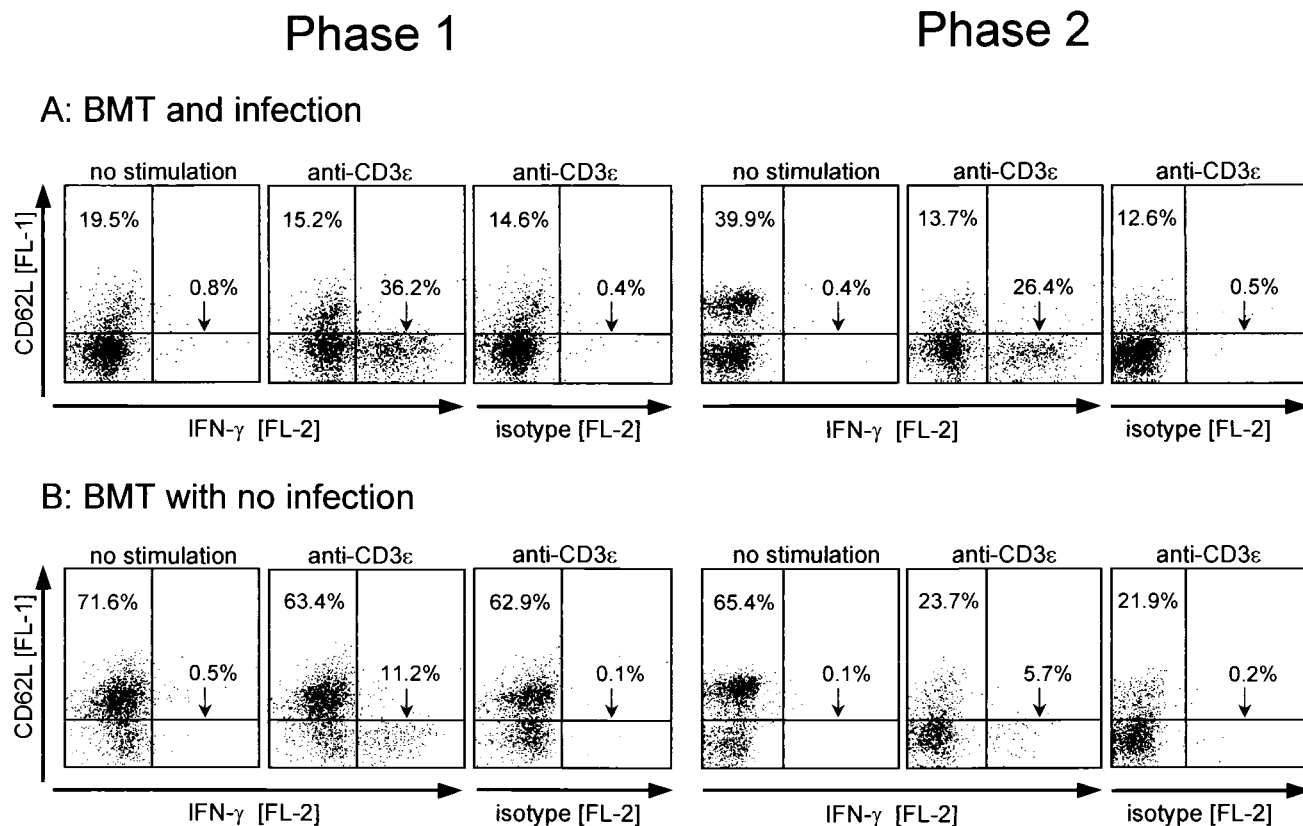 Phase 1 Phase 2
A: BMT and infection
no stimulation anti-CD3ε anti-CD3ε no stimulation anti-CD3ε anti-CD3ε
CD62L [FL-1]
19.5% 15.2% 14.6% 39.9% 13.7% 12.6%
0.8% 36.2% 0.4% 0.4% 26.4% 0.5%
IFN-γ [FL-2] isotype [FL-2] IFN-γ [FL-2] isotype [FL-2]
B: BMT with no infection
no stimulation anti-CD3ε anti-CD3ε no stimulation anti-CD3ε anti-CD3ε
CD62L [FL-1]
71.6% 63.4% 62.9% 65.4% 23.7% 21.9%
0.5% 11.2% 0.1% 0.1% 5.7% 0.2%
IFN-γ [FL-2] isotype [FL-2] IFN-γ [FL-2] isotype [FL-2]